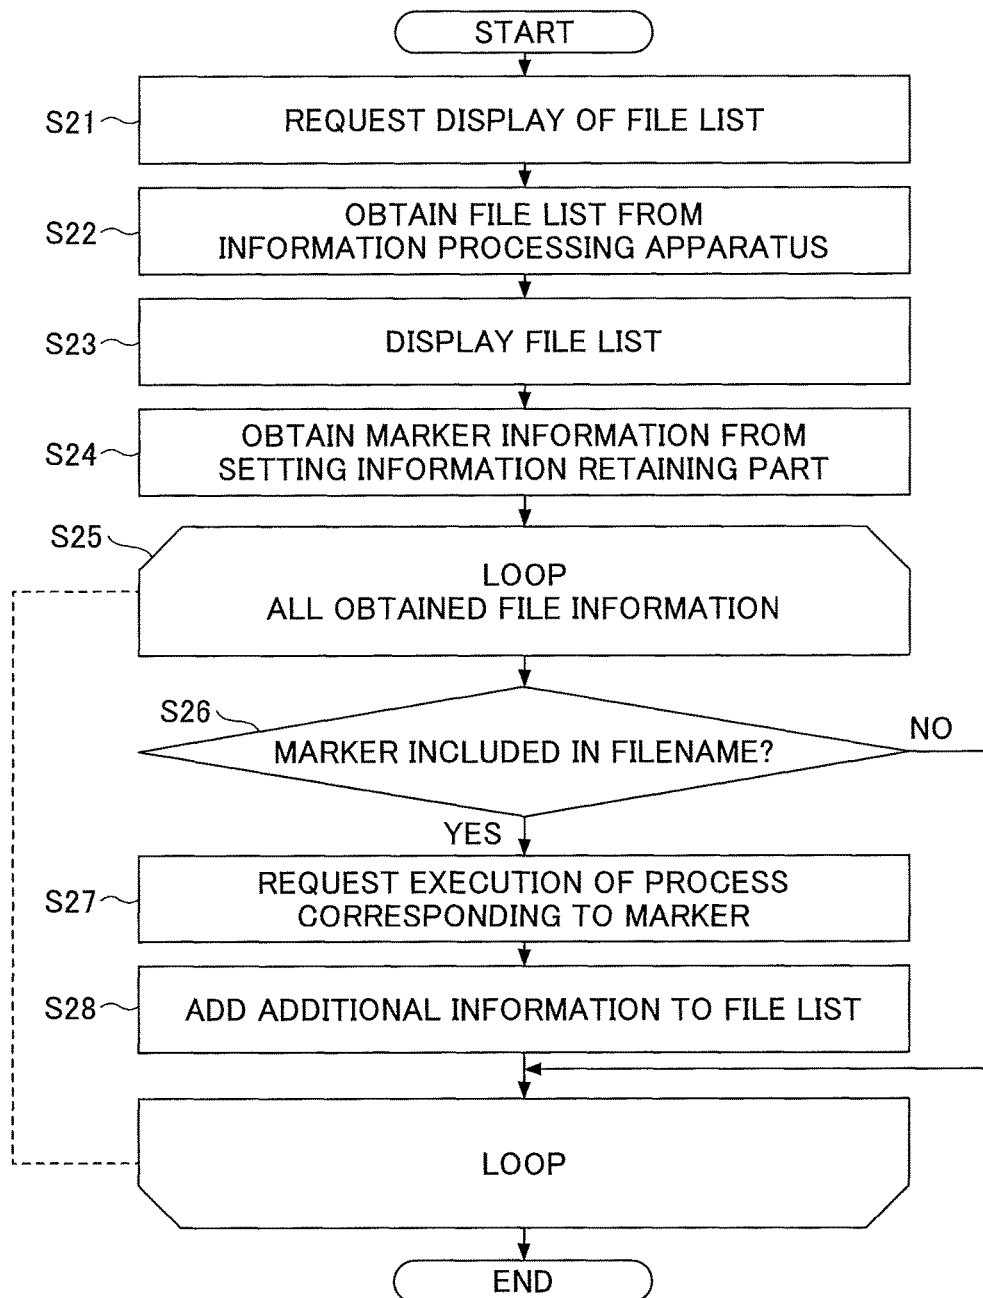 START
S21
REQUEST DISPLAY OF FILE LIST
S22
OBTAIN FILE LIST FROM
INFORMATION PROCESSING APPARATUS
S23
DISPLAY FILE LIST
S24
OBTAIN MARKER INFORMATION FROM
SETTING INFORMATION RETAINING PART
S25
LOOP
ALL OBTAINED FILE INFORMATION
S26
MARKER INCLUDED IN FILENAME?
NO
YES
S27
REQUEST EXECUTION OF PROCESS
CORRESPONDING TO MARKER
S28
ADD ADDITIONAL INFORMATION TO FILE LIST
LOOP
END